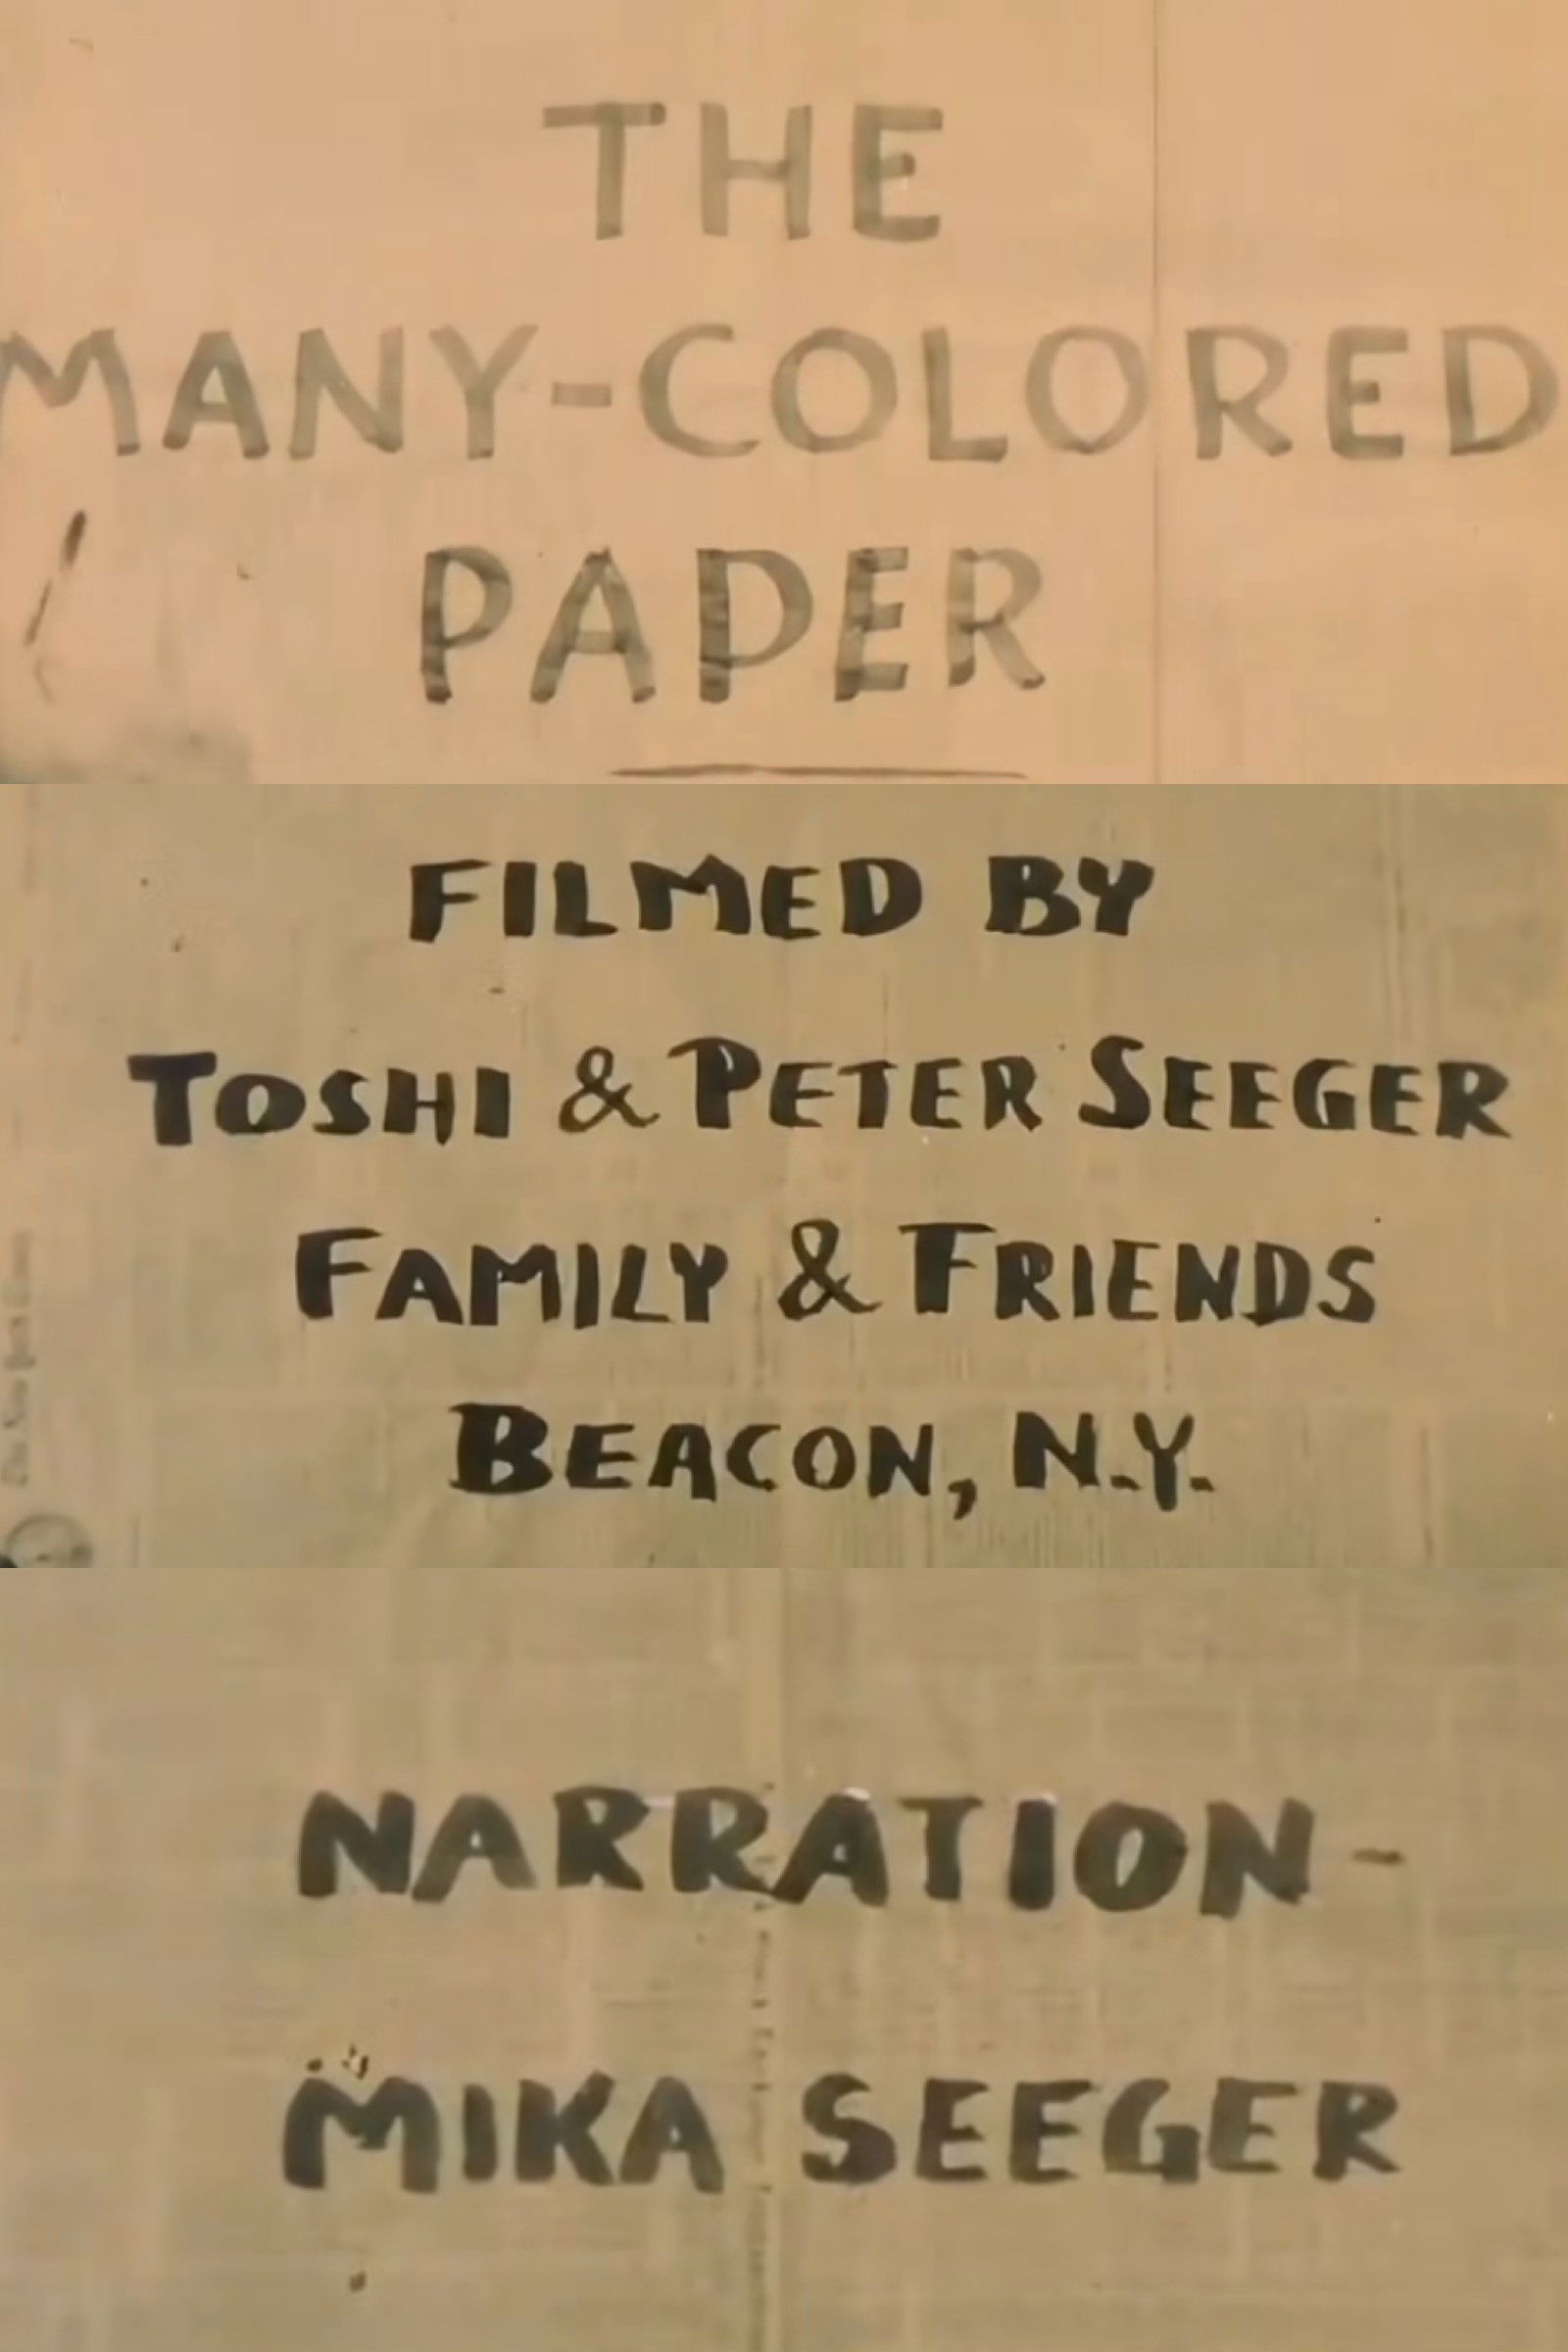 THE
MANY-COLORED
PAPER
FILMED BY
TOSHI & PETER SEEGER
FAMILY & FRIENDS
BEACON, N.Y.
NARRATION-
MIKA SEEGER